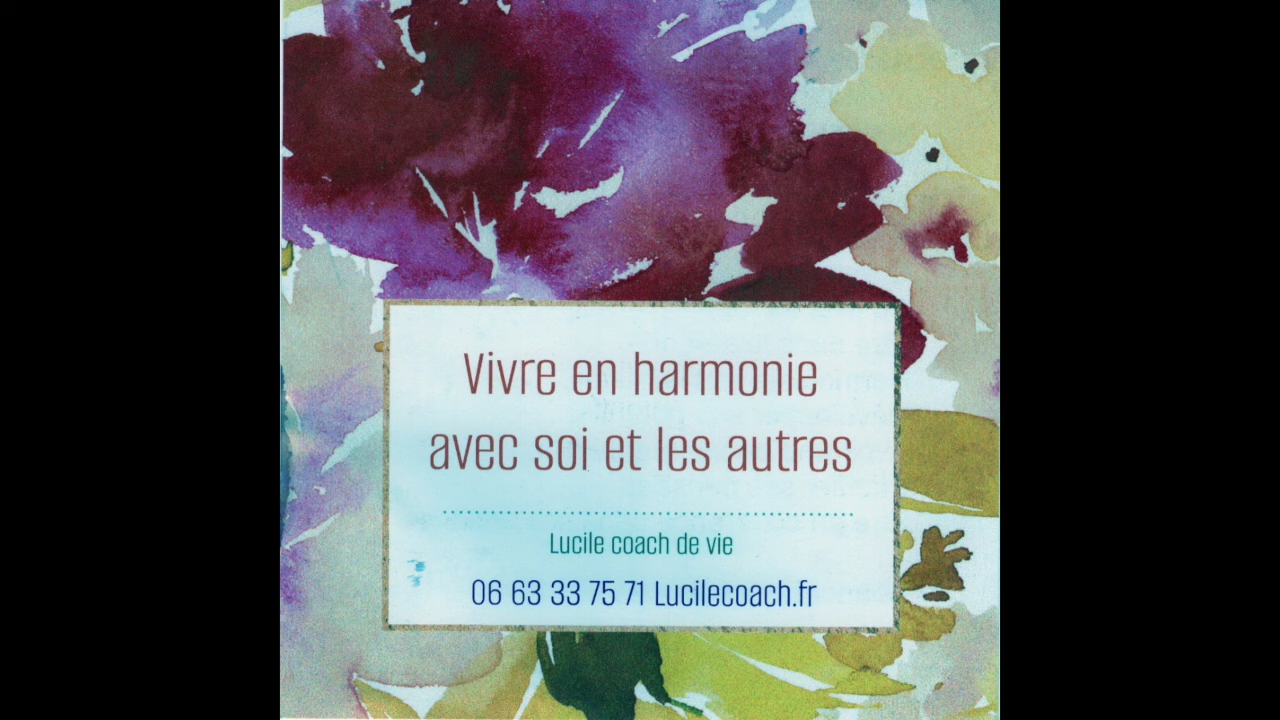 Vivre en harmonie
avec soi et les autres
Lucile coach de vie
06 63 33 75 71 Lucilecoach.fr